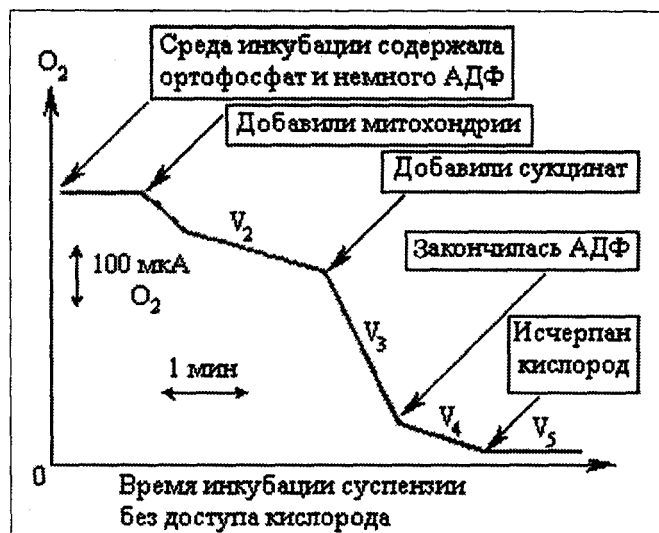 O₂
Среда инкубации содержала
ортофосфат и немного АДФ
Добавили митохондрии
Добавили сукцинат
V₂
100 мкА
O₂
Закончилась АДФ
V₃
1 мин
Исчерпан
кислород
V₄
V₅
0
Время инкубации суспензии
без доступа кислорода